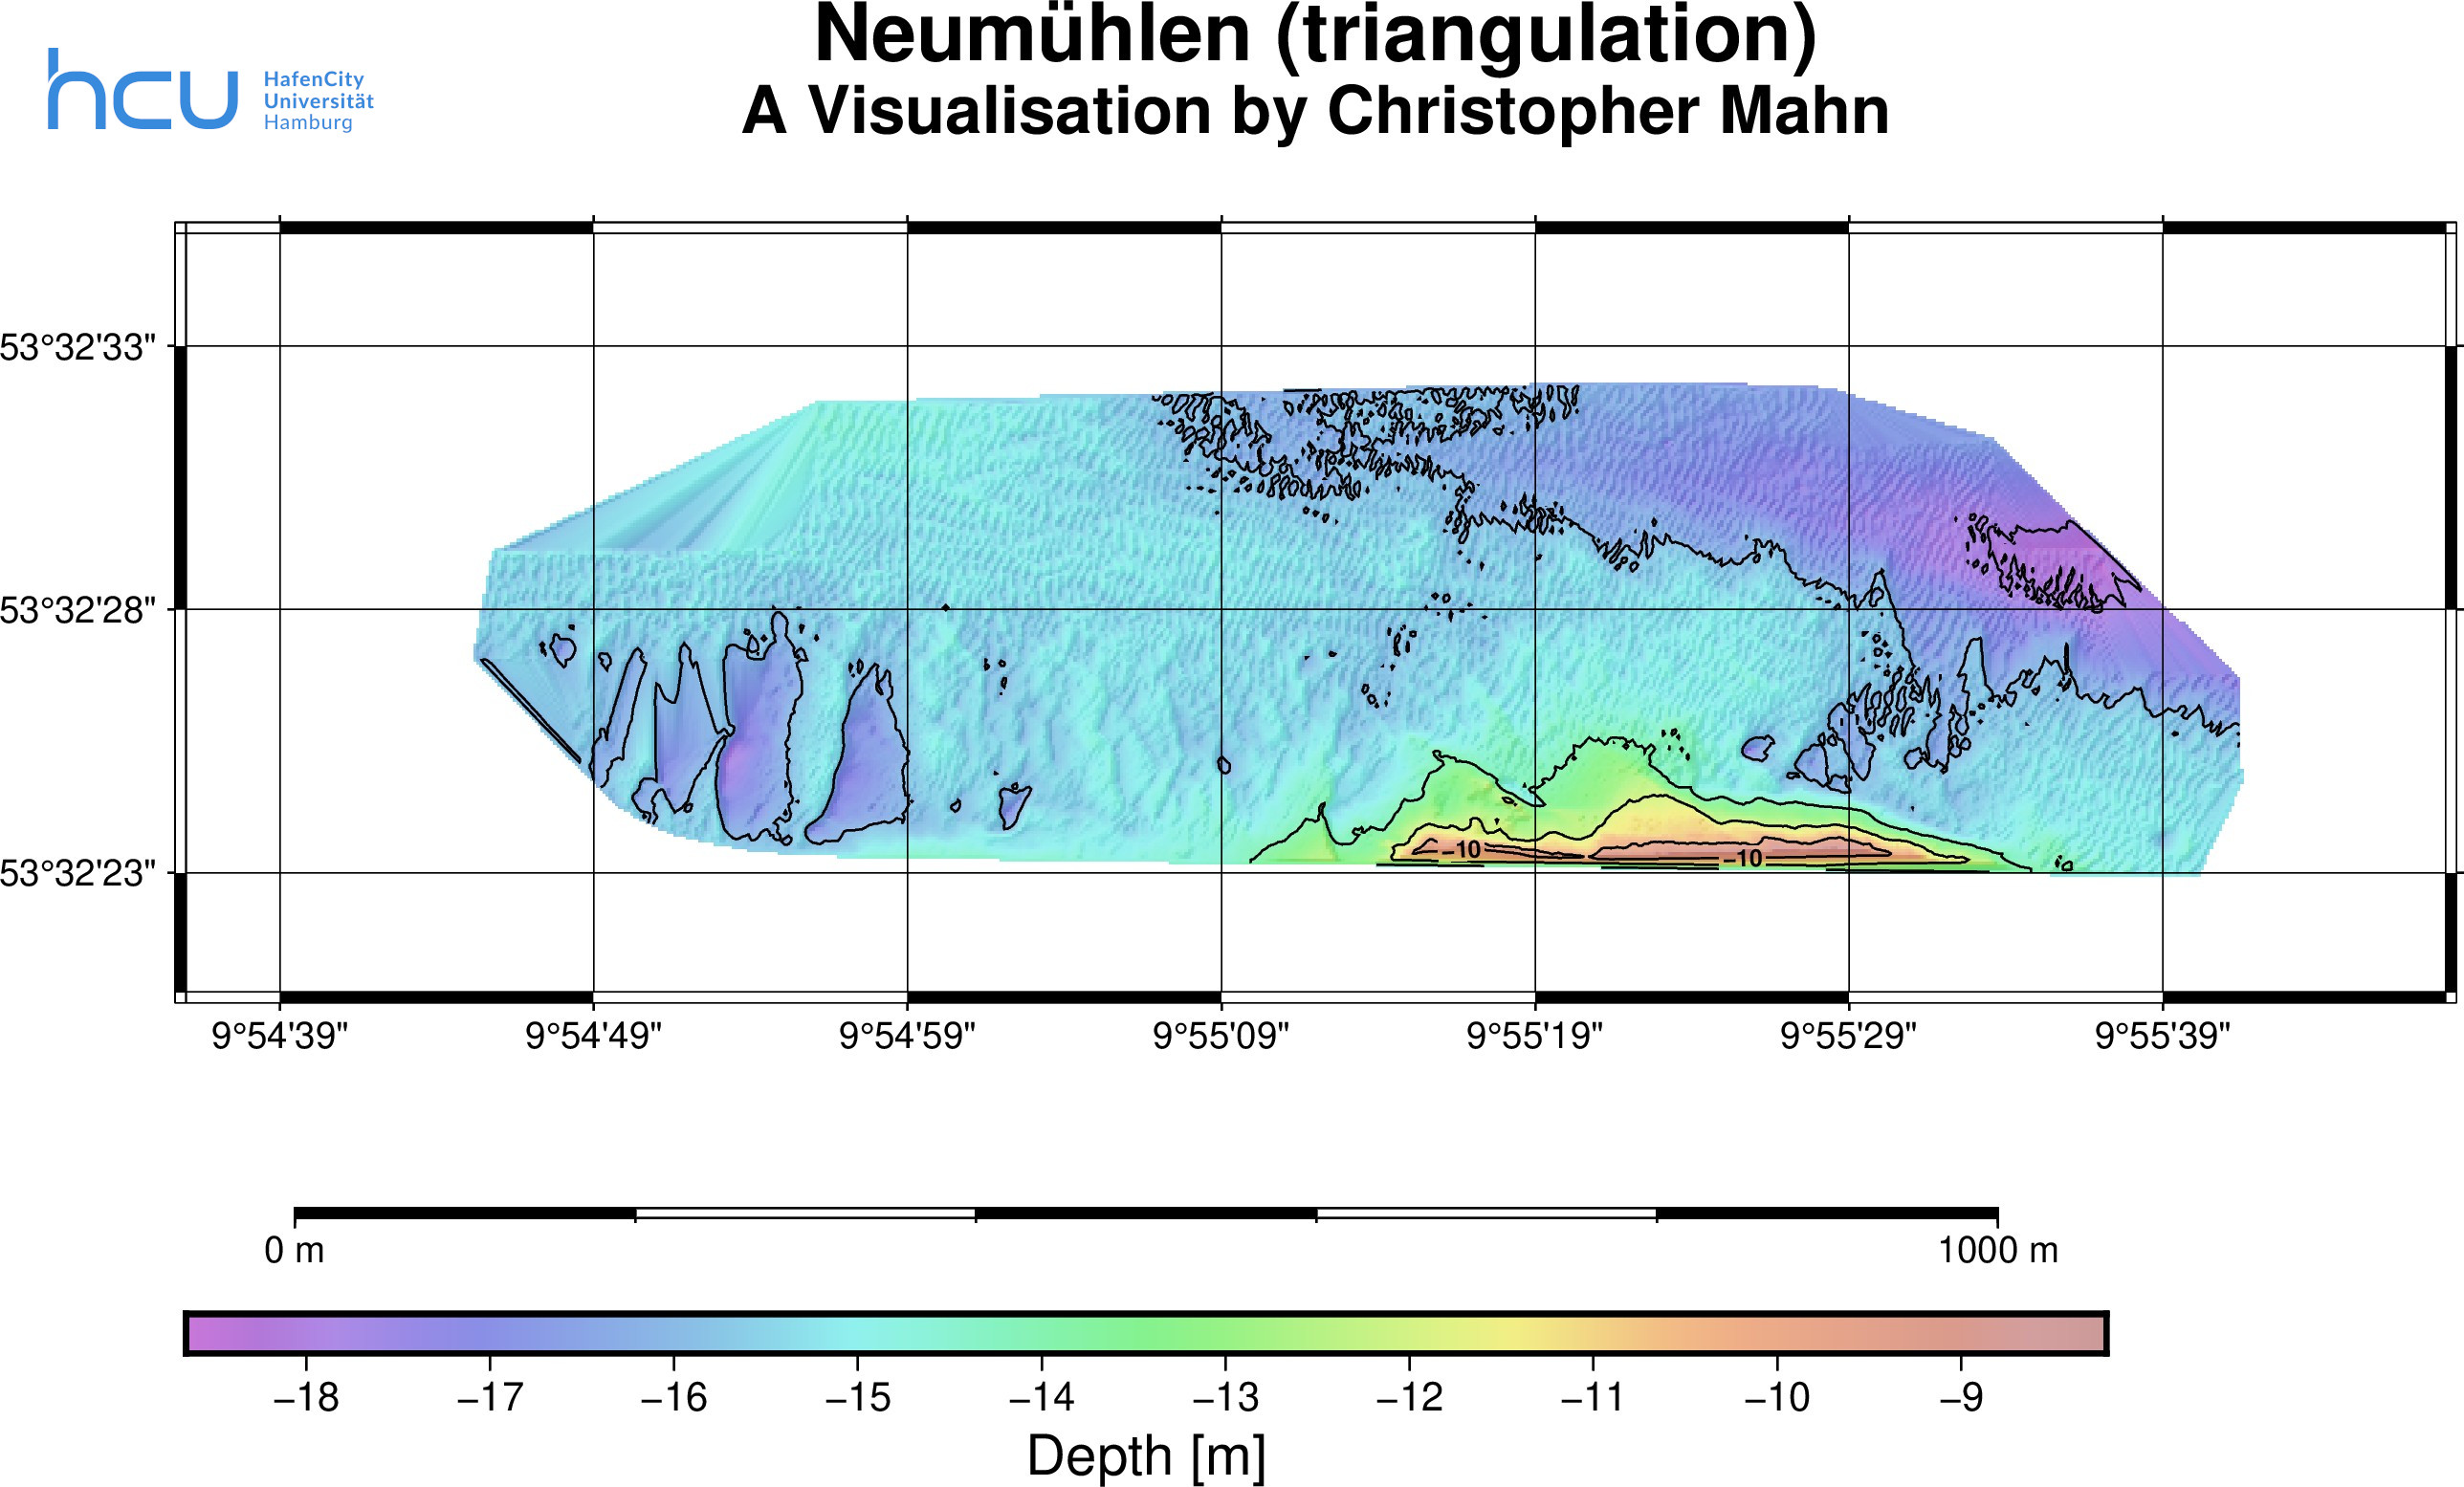 Neumühlen (triangulation)
A Visualisation by Christopher Mahn
hcu
HafenCity
Universität
Hamburg
53°32'33"
53°32'28"
53°32'23"
−10
−10
9°54'39" 9°54'49" 9°54'59" 9°55'09" 9°55'19" 9°55'29" 9°55'39"
0 m 1000 m
−18 −17 −16 −15 −14 −13 −12 −11 −10 −9
Depth [m]